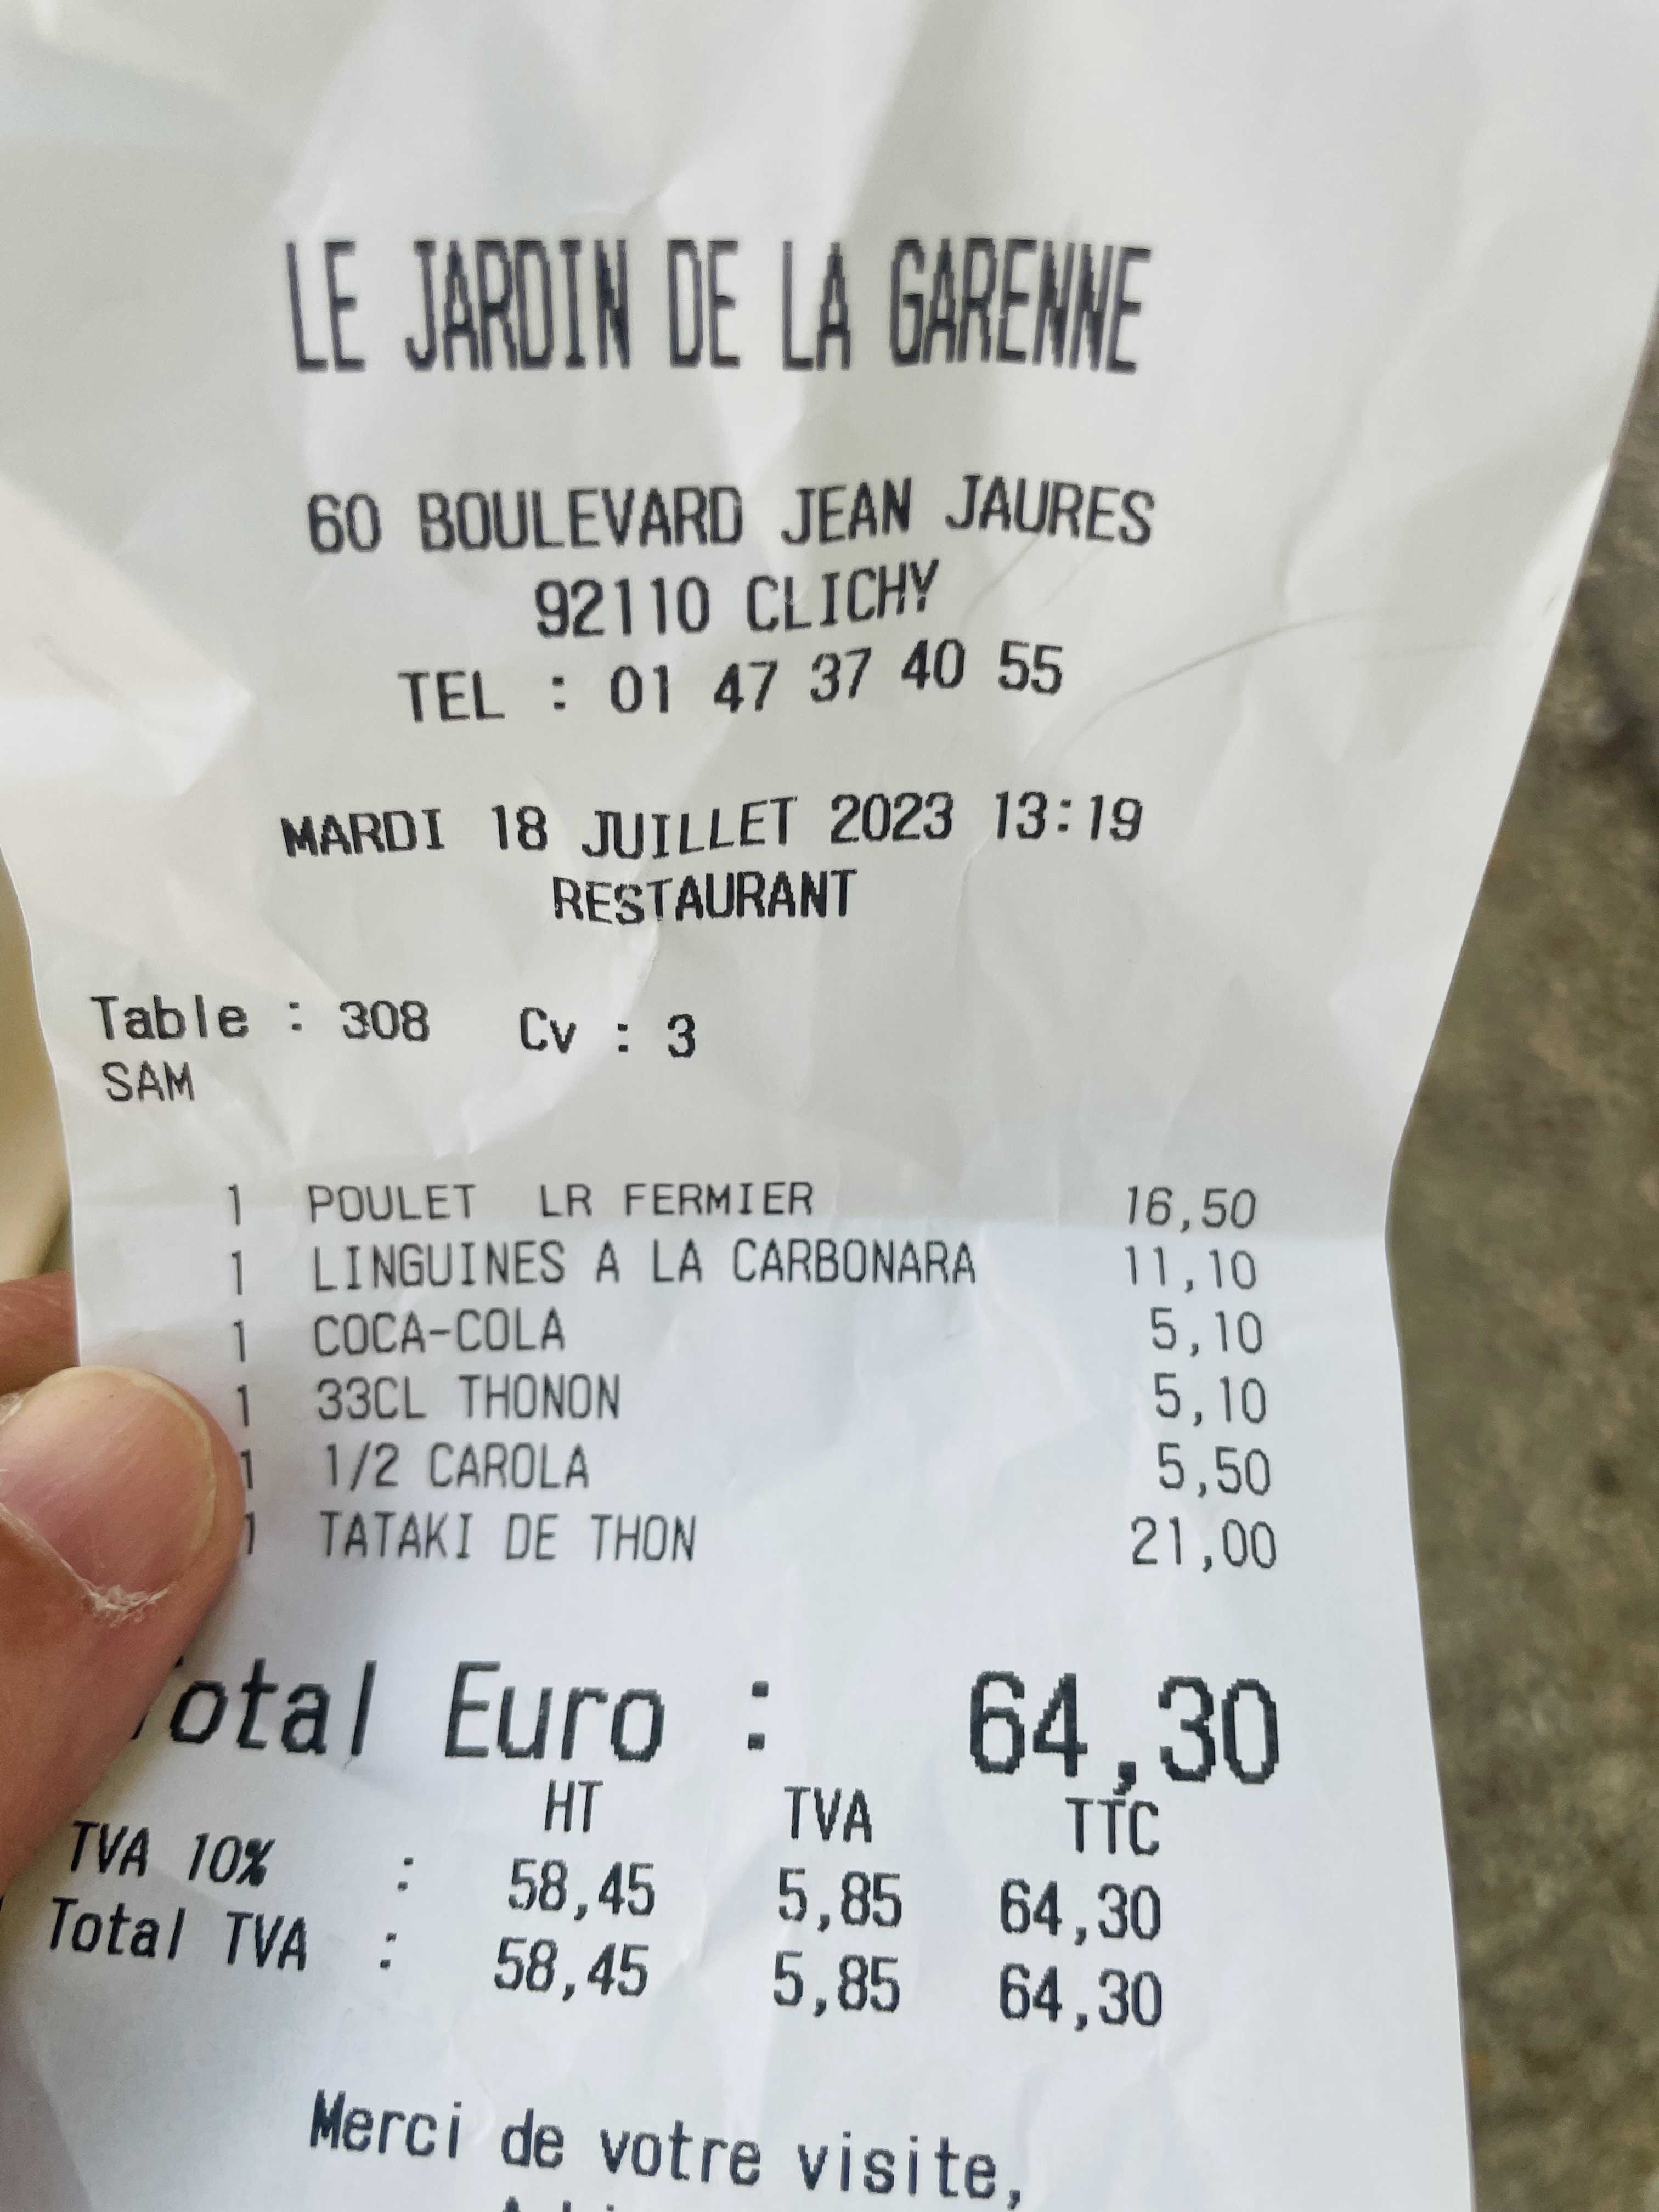 LE JARDIN DE LA GARENNE
60 BOULEVARD JEAN JAURES
92110 CLICHY
TEL : 01 47 37 40 55
MARDI 18 JUILLET 2023 13:19
RESTAURANT
Table : 308 Cv : 3
SAM
1 POULET LR FERMIER 16,50
1 LINGUINES A LA CARBONARA 11,10
1 COCA-COLA 5,10
1 33CL THONON 5,10
1 1/2 CAROLA 5,50
1 TATAKI DE THON 21,00
Total Euro : 64,30
HT TVA TTC
TVA 10% : 58,45 5,85 64,30
Total TVA : 58,45 5,85 64,30
Merci de votre visite,